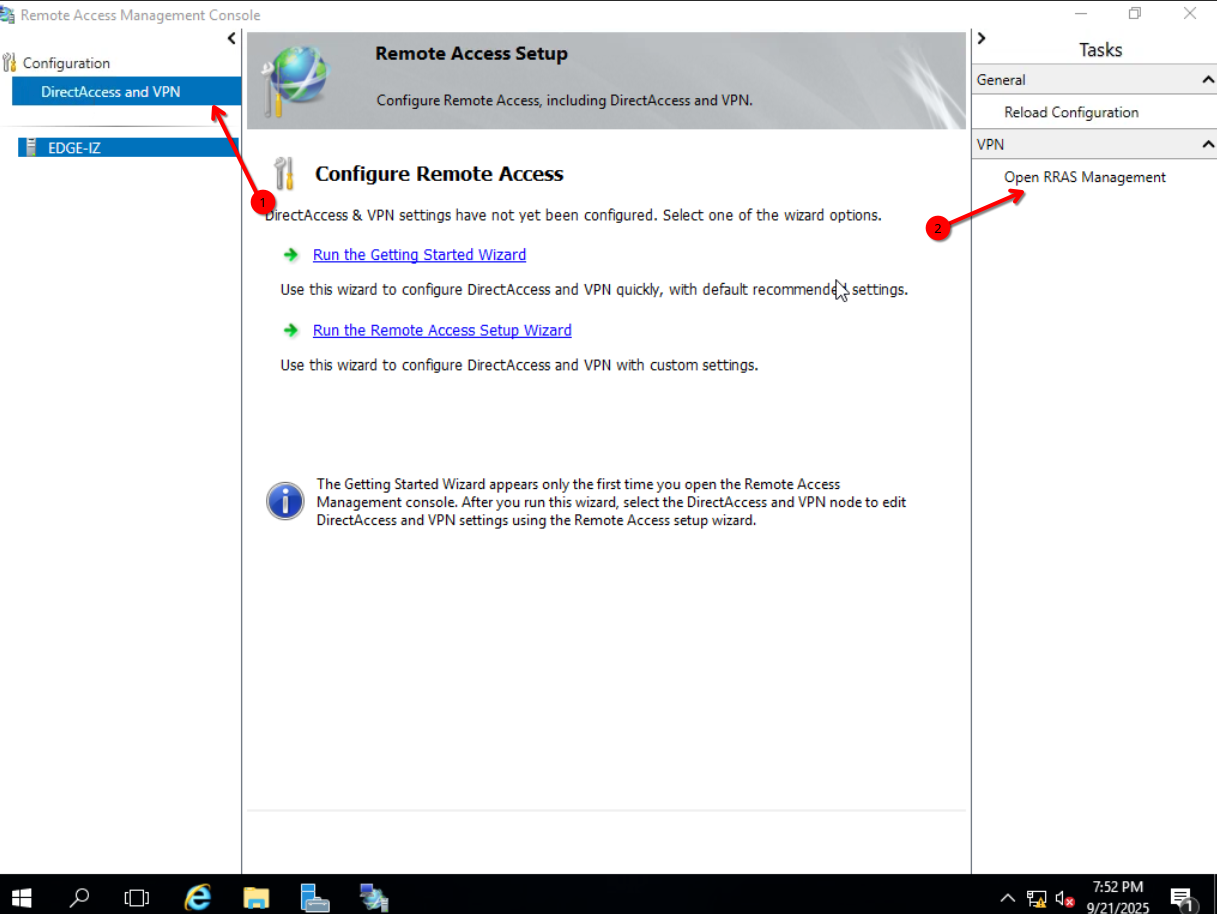 Remote Access Management Console
Configuration
DirectAccess and VPN
EDGE-IZ
1
Remote Access Setup
Configure Remote Access, including DirectAccess and VPN.
Configure Remote Access
DirectAccess & VPN settings have not yet been configured. Select one of the wizard options.
Run the Getting Started Wizard
Use this wizard to configure DirectAccess and VPN quickly, with default recommended settings.
Run the Remote Access Setup Wizard
Use this wizard to configure DirectAccess and VPN with custom settings.
The Getting Started Wizard appears only the first time you open the Remote Access
Management console. After you run this wizard, select the DirectAccess and VPN node to edit
DirectAccess and VPN settings using the Remote Access setup wizard.
Tasks
General
Reload Configuration
VPN
Open RRAS Management
2
7:52 PM
9/21/2025
1